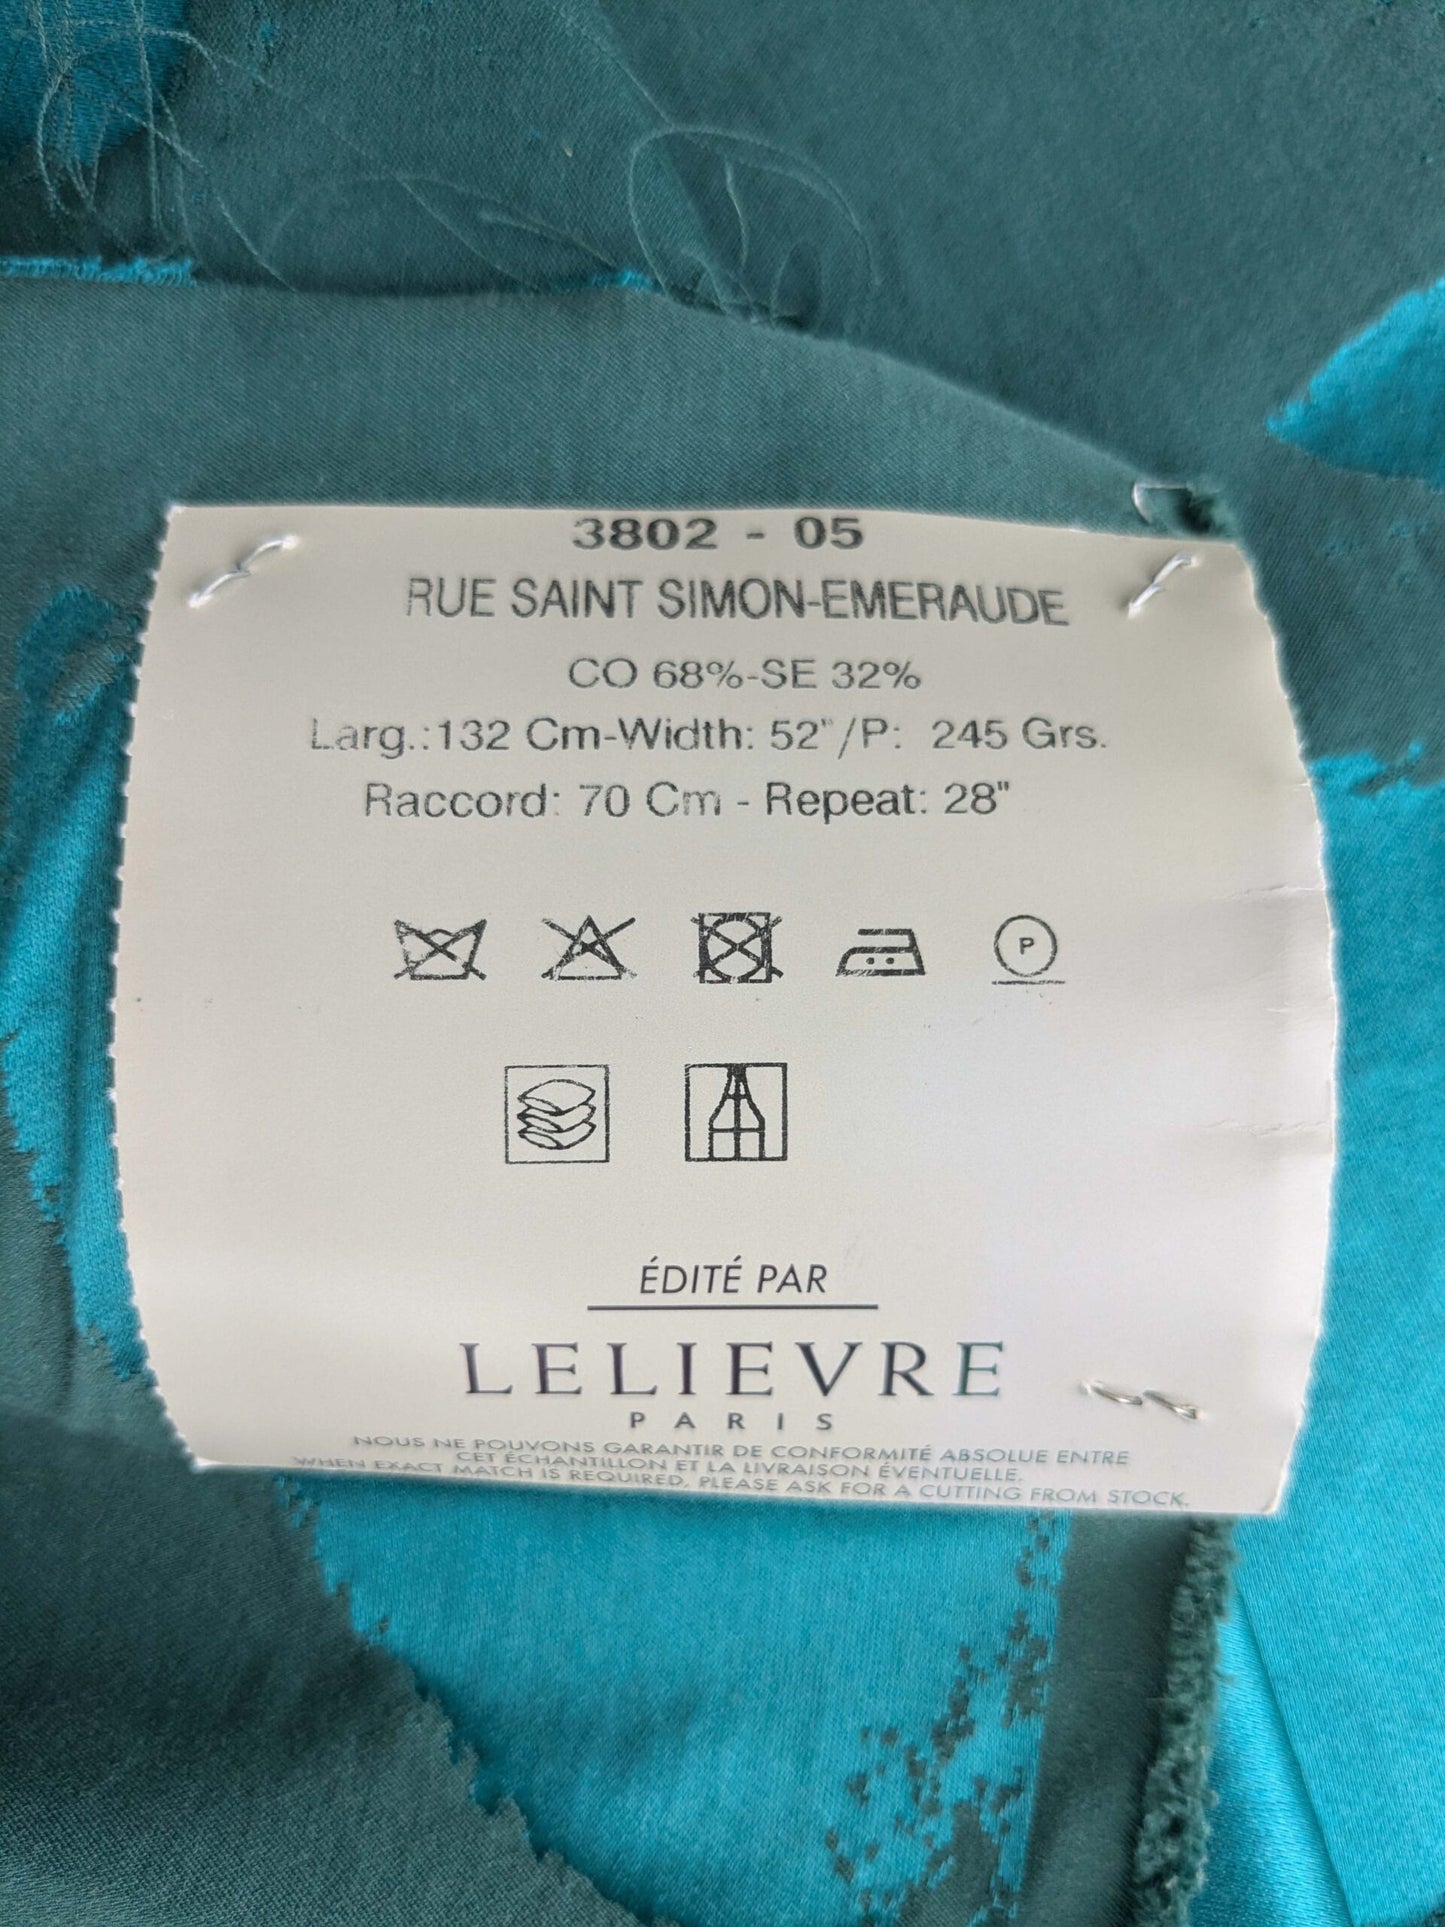 3802 - 05
RUE SAINT SIMON-EMERAUDE
CO 68%-SE 32%
Larg.:132 Cm-Width: 52"/P: 245 Grs.
Raccord: 70 Cm - Repeat: 28"
P
ÉDITÉ PAR
LELIEVRE
PARIS
NOUS NE POUVONS GARANTIR DE CONFORMITÉ ABSOLUE ENTRE
CET ÉCHANTILLON ET LA LIVRAISON ÉVENTUELLE.
WHEN EXACT MATCH IS REQUIRED, PLEASE ASK FOR A CUTTING FROM STOCK.